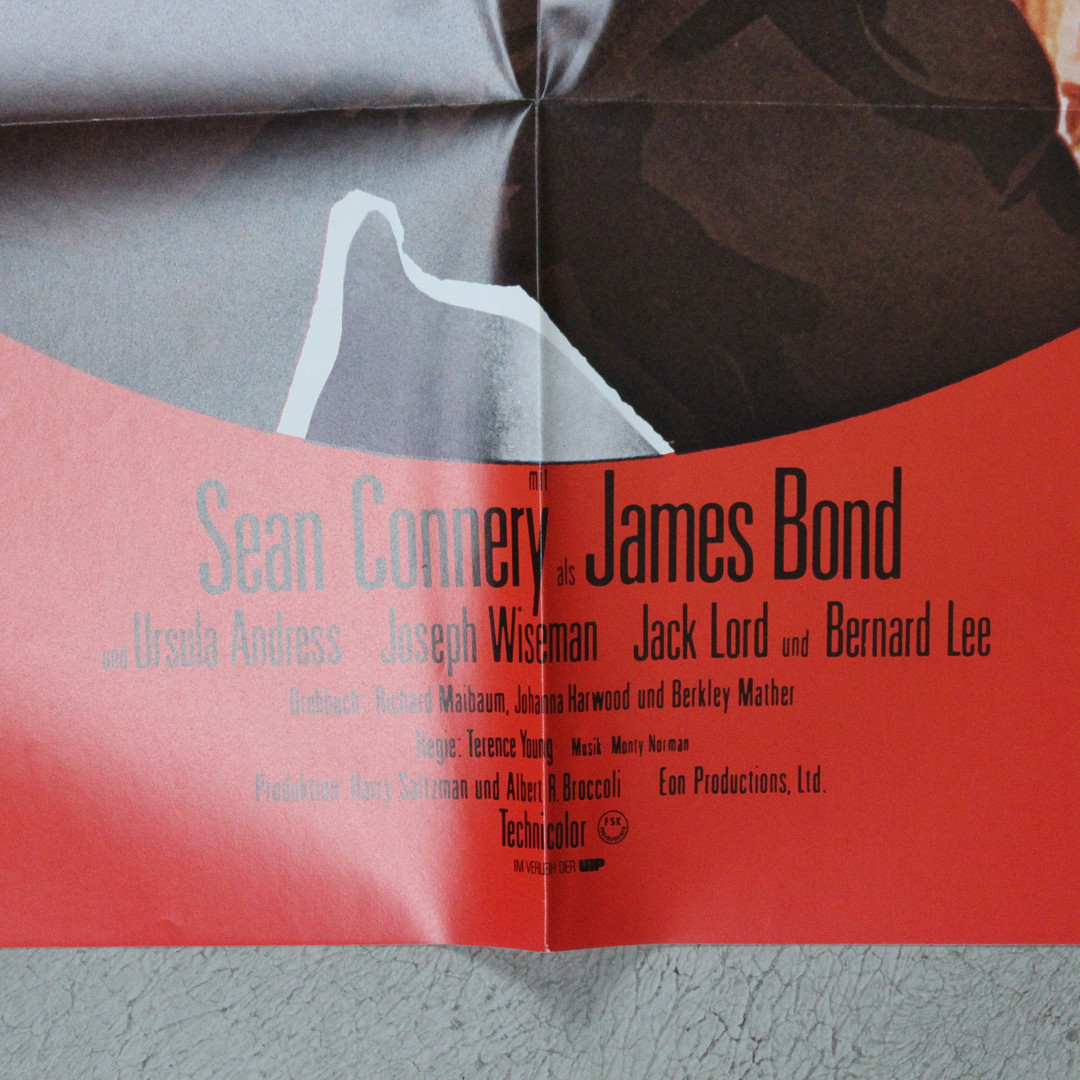 mit
Sean Connery als James Bond
und Ursula Andress Joseph Wiseman Jack Lord und Bernard Lee
Drehbuch Richard Maibaum, Johanna Harwood und Berkley Mather
Regie: Terence Young Musik Monty Norman
Produktion Harry Saltzman und Albert R. Broccoli Eon Productions, Ltd.
Technicolor FSK
IM VERLEIH DER UIP